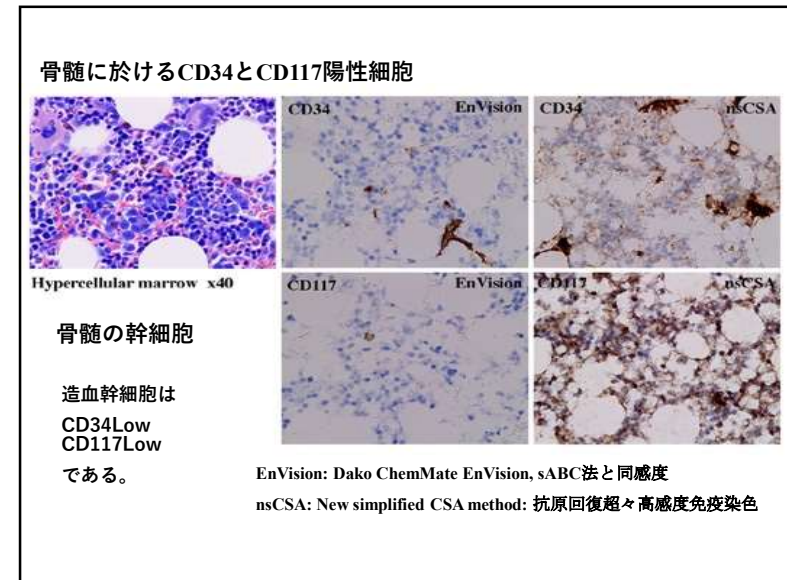 骨髄に於けるCD34とCD117陽性細胞
CD34 EnVision
CD34 nsCSA
Hypercellular marrow x40
CD117 EnVision
CD117 nsCSA
骨髄の幹細胞
造血幹細胞は
CD34Low
CD117Low
である。
EnVision: Dako ChemMate EnVision, sABC法と同感度
nsCSA: New simplified CSA method: 抗原回復超々高感度免疫染色